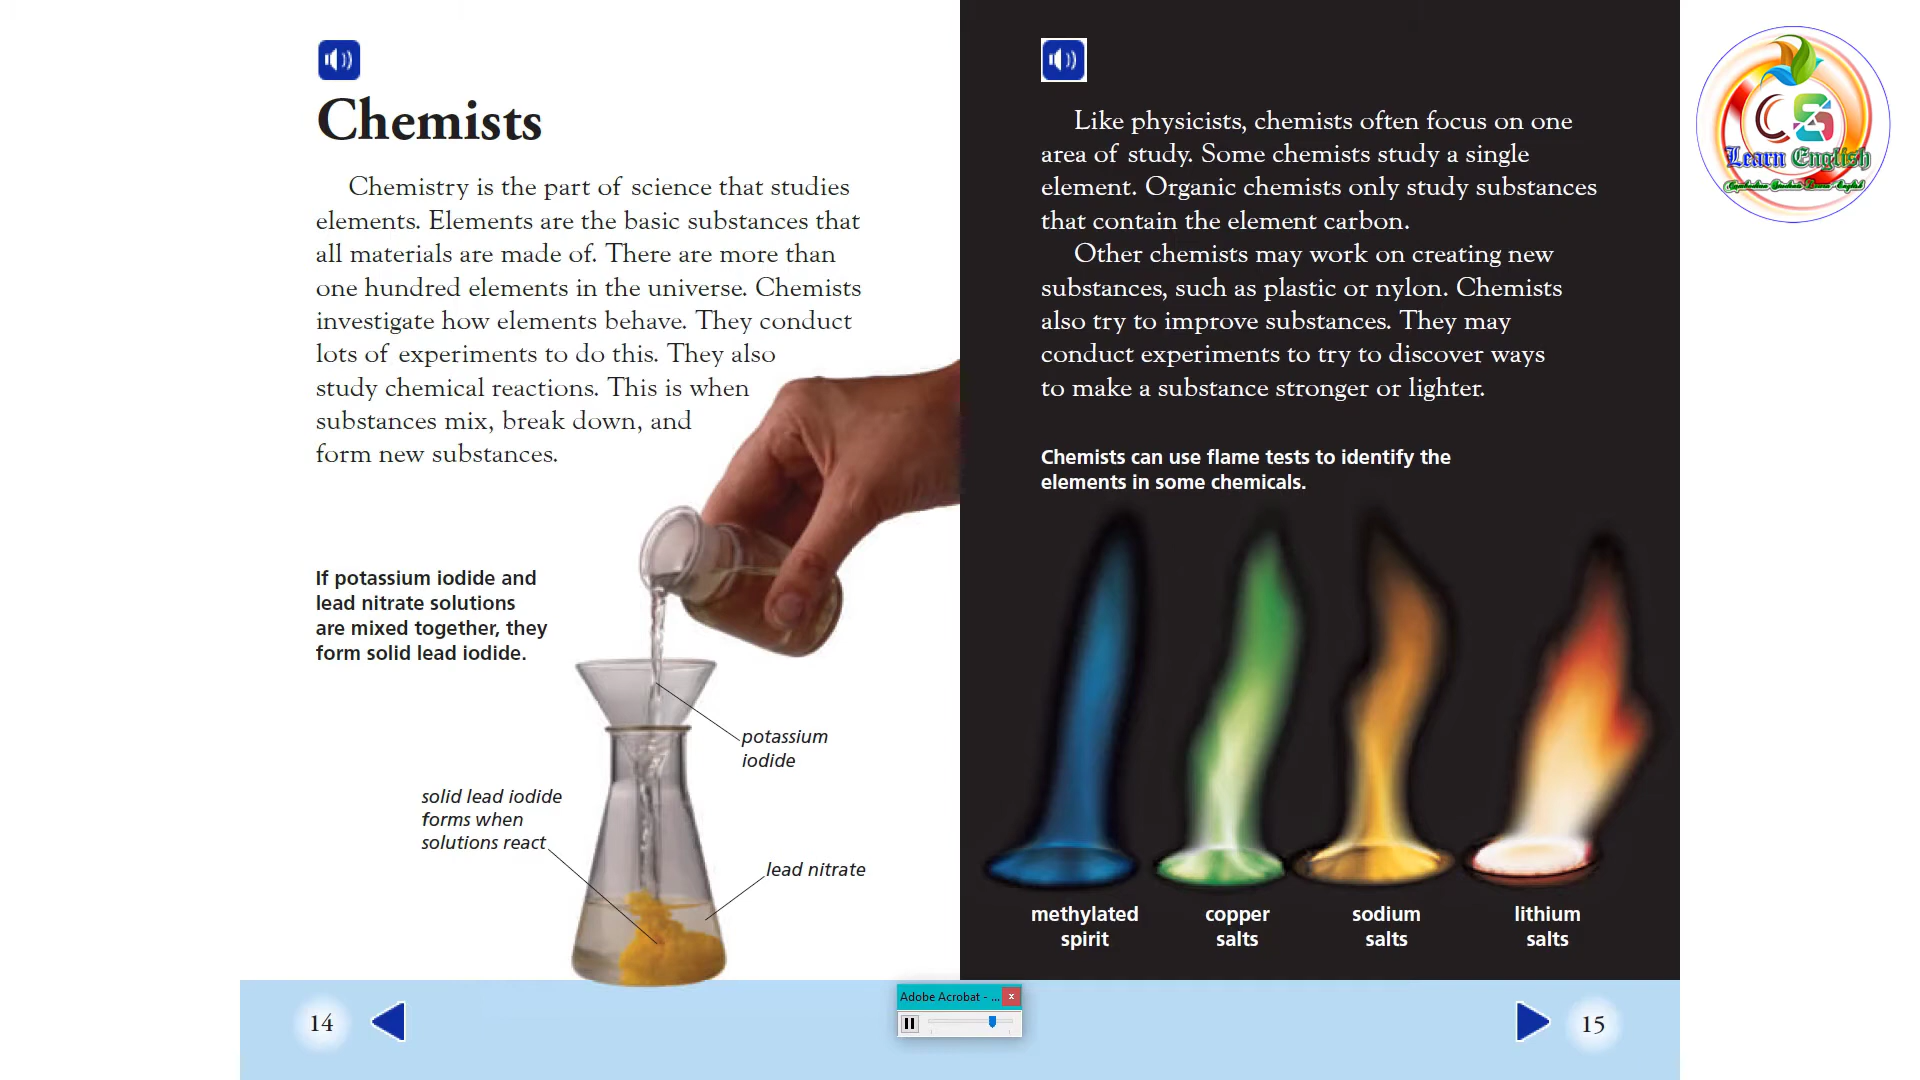 Chemists
Chemistry is the part of science that studies
elements. Elements are the basic substances that
all materials are made of. There are more than
one hundred elements in the universe. Chemists
investigate how elements behave. They conduct
lots of experiments to do this. They also
study chemical reactions. This is when
substances mix, break down, and
form new substances.
If potassium iodide and
lead nitrate solutions
are mixed together, they
form solid lead iodide.
potassium
iodide
solid lead iodide
forms when
solutions react
lead nitrate
14
Like physicists, chemists often focus on one
area of study. Some chemists study a single
element. Organic chemists only study substances
that contain the element carbon.
Other chemists may work on creating new
substances, such as plastic or nylon. Chemists
also try to improve substances. They may
conduct experiments to try to discover ways
to make a substance stronger or lighter.
Chemists can use flame tests to identify the
elements in some chemicals.
methylated
spirit
copper
salts
sodium
salts
lithium
salts
15
Adobe Acrobat - ...
CS
Learn English